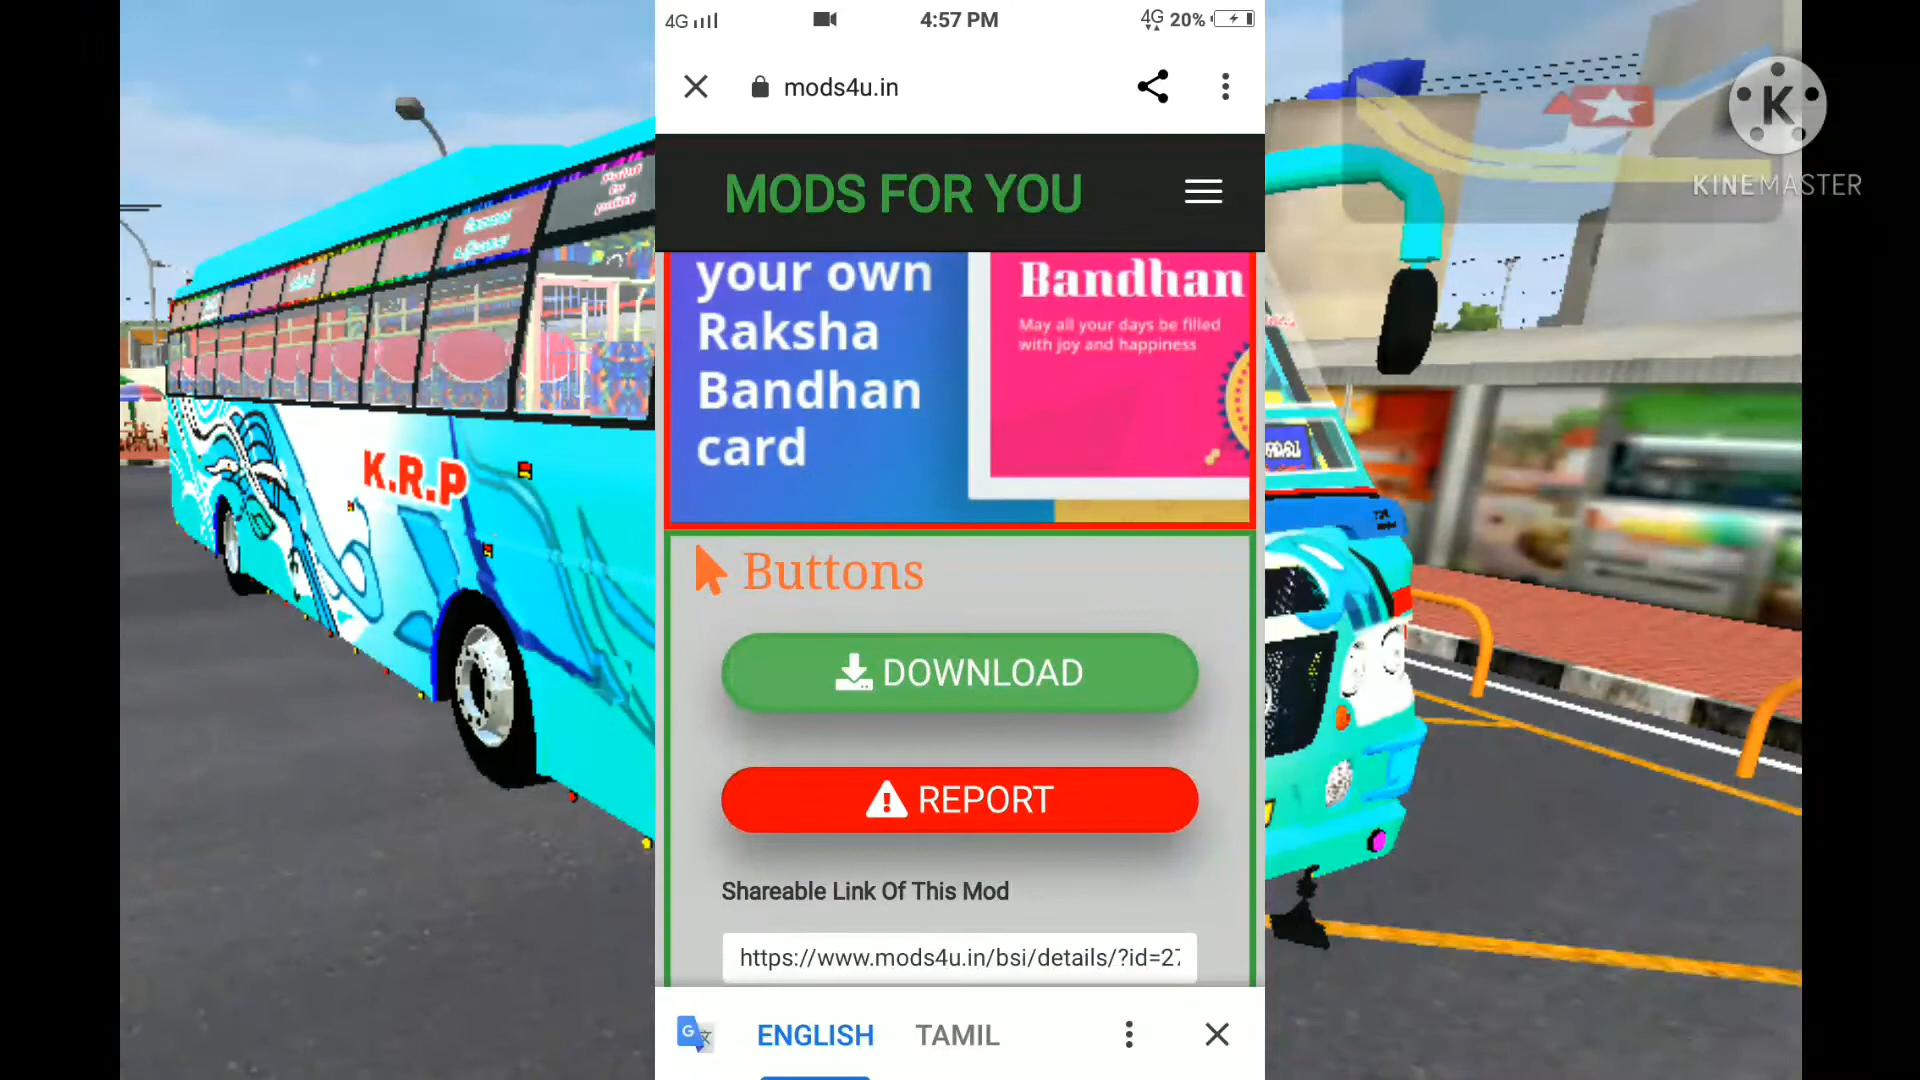 4G
4:57 PM
4G 20%
mods4u.in
MODS FOR YOU
your own
Raksha
Bandhan
card
Bandhan
May all your days be filled
with joy and happiness
Buttons
DOWNLOAD
REPORT
Shareable Link Of This Mod
https://www.mods4u.in/bsi/details/?id=2
ENGLISH
TAMIL
K.R.P
K
KINEMASTER